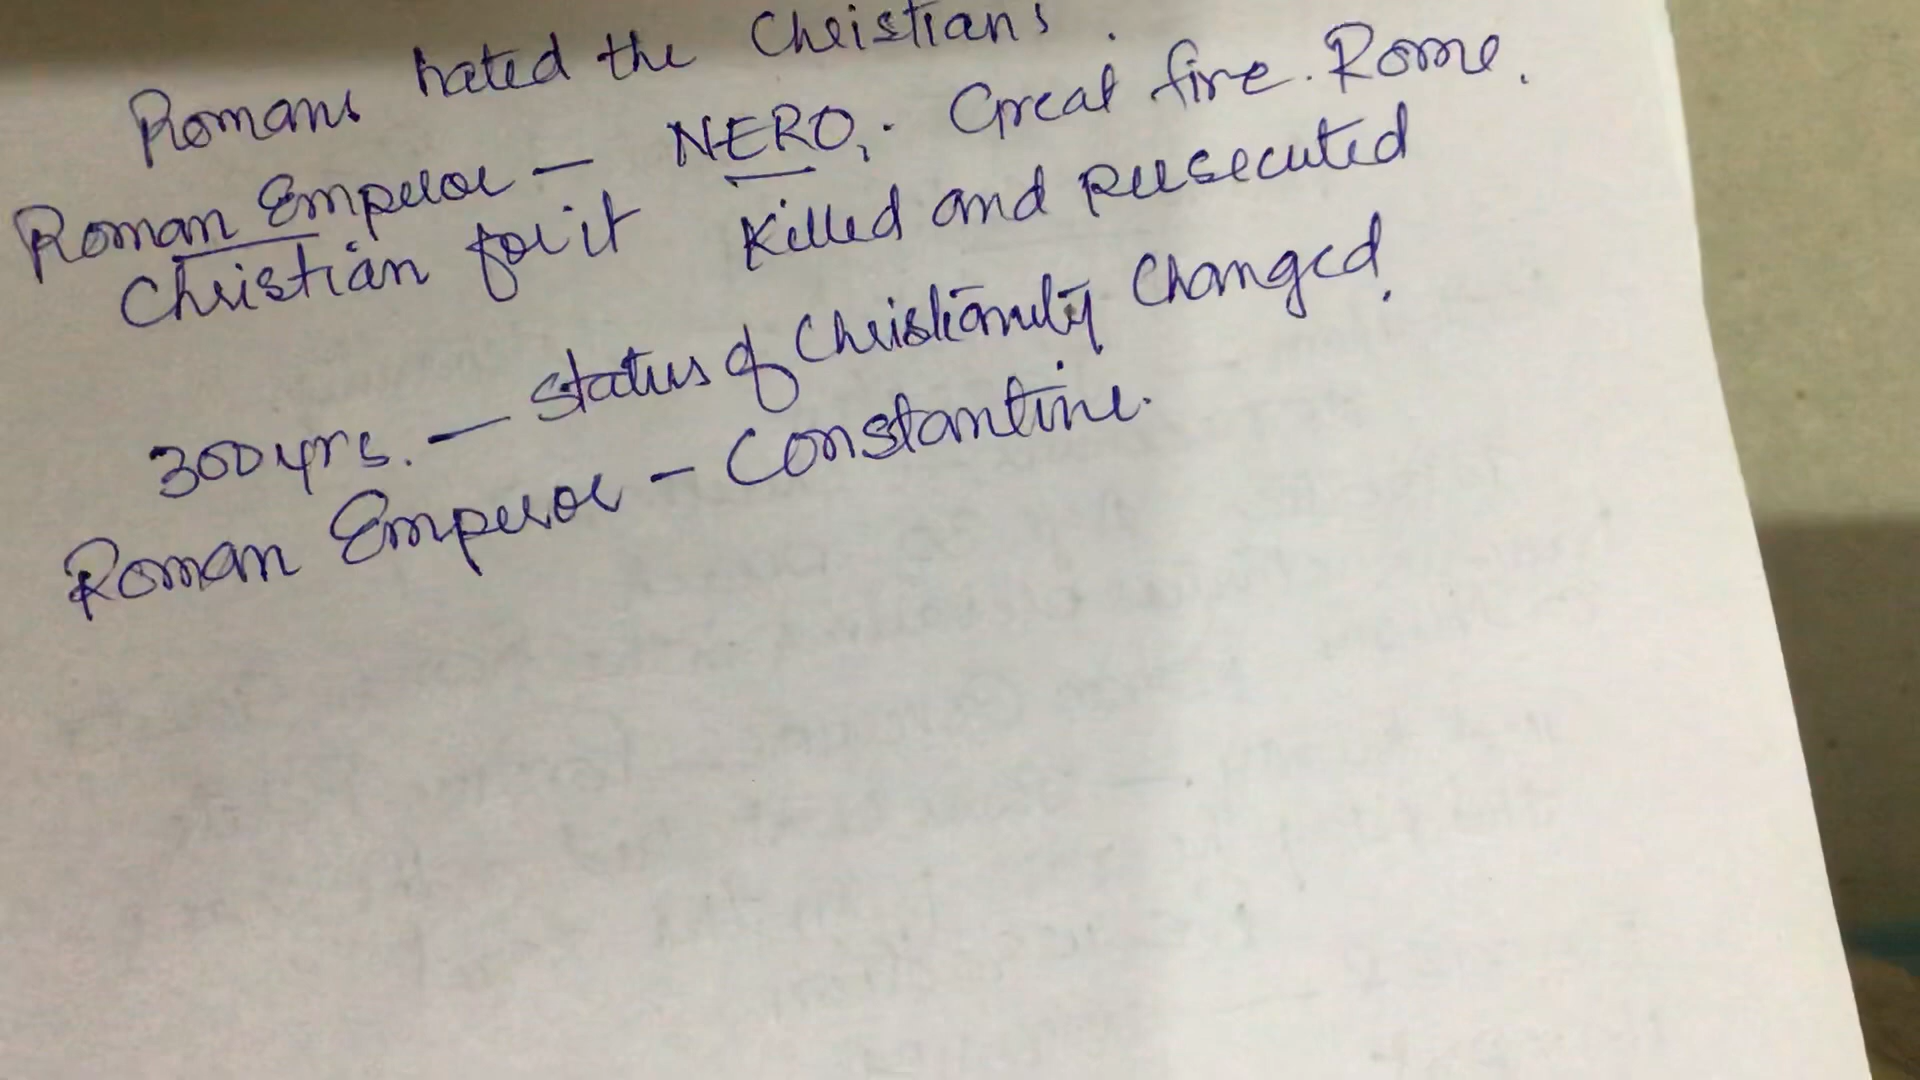 Romans hated the Christians.
Roman Emperor — NERO. Great fire. Rome.
Christian for it killed and persecuted
300 yrs. — status of Christianity changed.
Roman Emperor — Constantine.